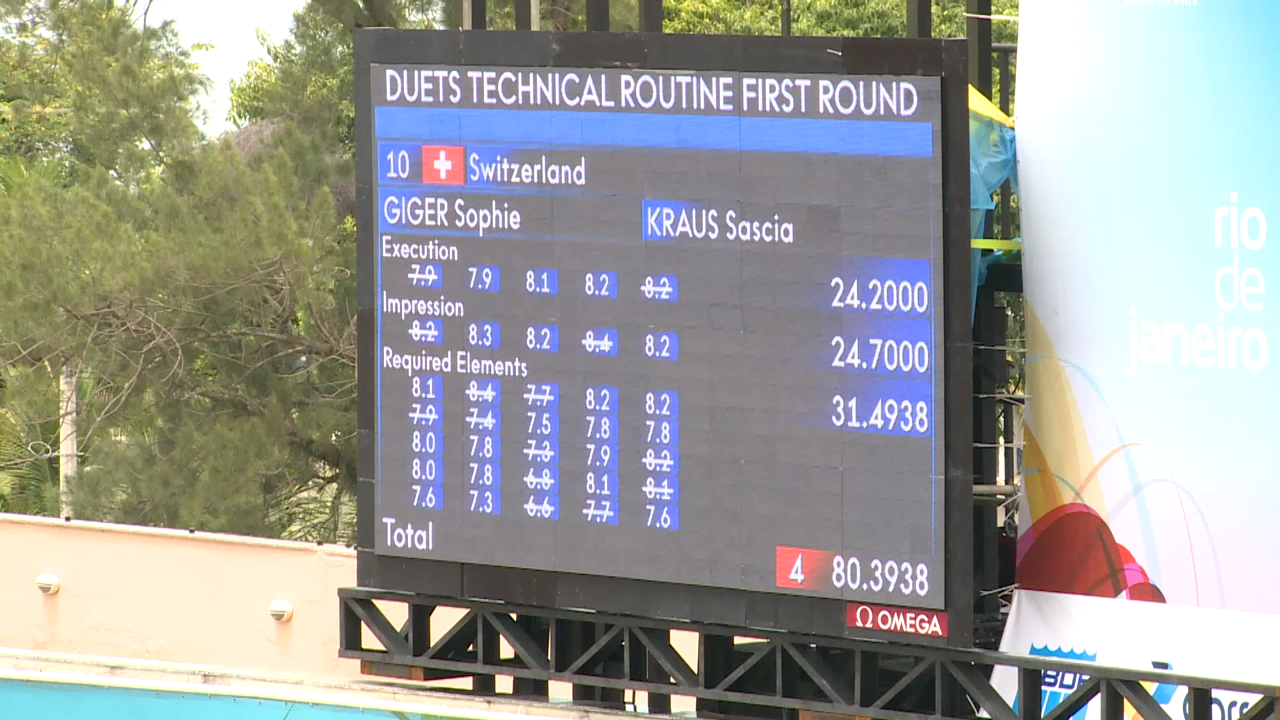 DUETS TECHNICAL ROUTINE FIRST ROUND
10 Switzerland
GIGER Sophie KRAUS Sascia
Execution
7.9 7.9 8.1 8.2 8.2 24.2000
Impression
8.2 8.3 8.2 8.4 8.2 24.7000
Required Elements
8.1 8.4 7.7 8.2 8.2 31.4938
7.9 7.4 7.5 7.8 7.8
8.0 7.8 7.3 7.9 8.2
8.0 7.8 6.8 8.1 8.1
7.6 7.3 6.6 7.7 7.6
Total
4 80.3938
Ω OMEGA
rio
de
janeiro